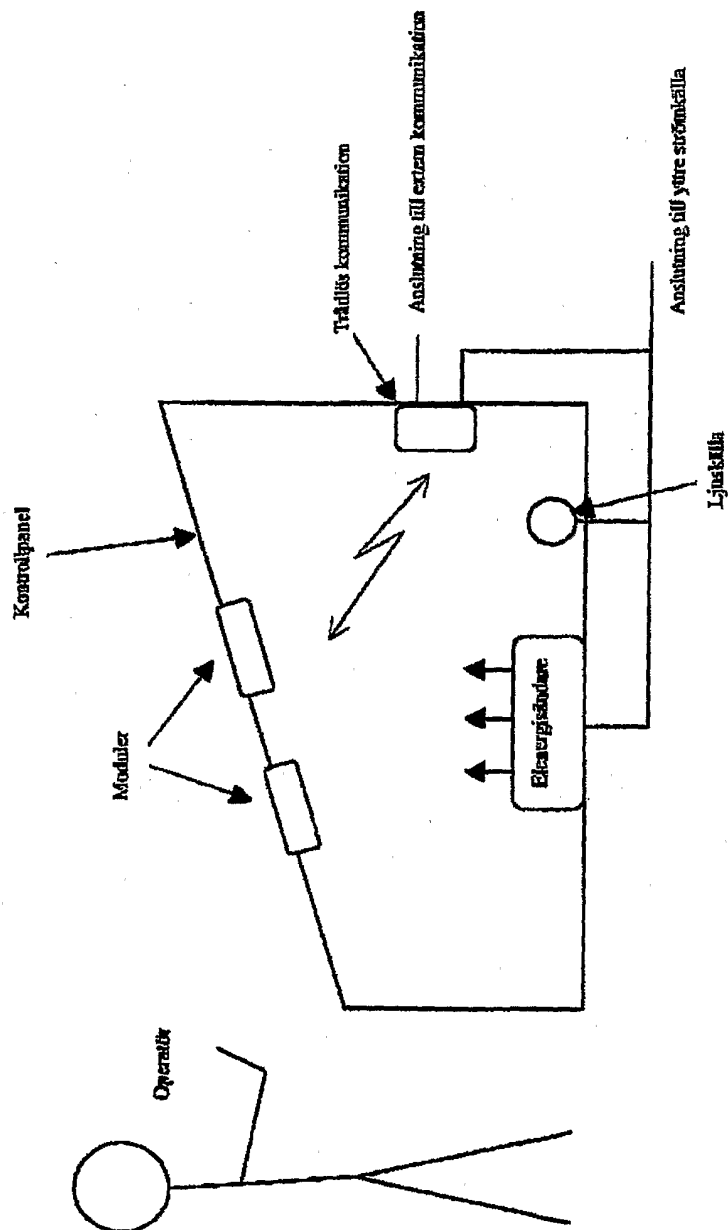 Operatör
Moduler
Kontrollpanel
Trådlös kommunikation
Anslutning till extern kommunikation
Elenergisändare
Ljuskälla
Anslutning till yttre strömkälla